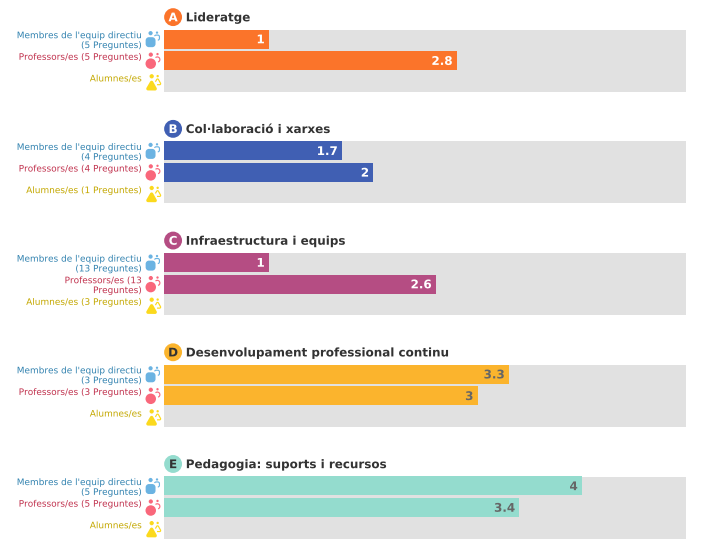 A Lideratge
Membres de l'equip directiu
(5 Preguntes)
1
Professors/es (5 Preguntes)
2.8
Alumnes/es
B Col·laboració i xarxes
Membres de l'equip directiu
(4 Preguntes)
1.7
Professors/es (4 Preguntes)
2
Alumnes/es (1 Preguntes)
C Infraestructura i equips
Membres de l'equip directiu
(13 Preguntes)
1
Professors/es (13
Preguntes)
2.6
Alumnes/es (3 Preguntes)
D Desenvolupament professional continu
Membres de l'equip directiu
(3 Preguntes)
3.3
Professors/es (3 Preguntes)
3
Alumnes/es
E Pedagogia: suports i recursos
Membres de l'equip directiu
(5 Preguntes)
4
Professors/es (5 Preguntes)
3.4
Alumnes/es